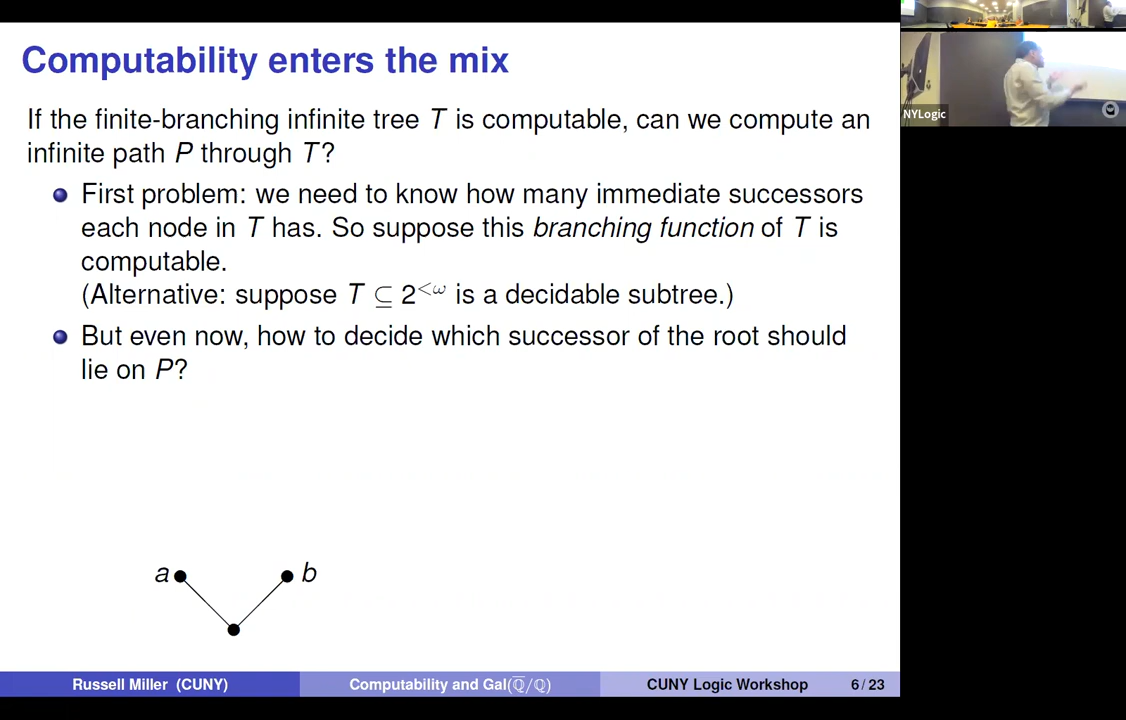 Computability enters the mix
If the finite-branching infinite tree T is computable, can we compute an
infinite path P through T?
First problem: we need to know how many immediate successors
each node in T has. So suppose this branching function of T is
computable.
(Alternative: suppose T ⊆ 2^{<ω} is a decidable subtree.)
But even now, how to decide which successor of the root should
lie on P?
a b
Russell Miller (CUNY) Computability and Gal(ℚ̅/ℚ) CUNY Logic Workshop 6 / 23
NYLogic